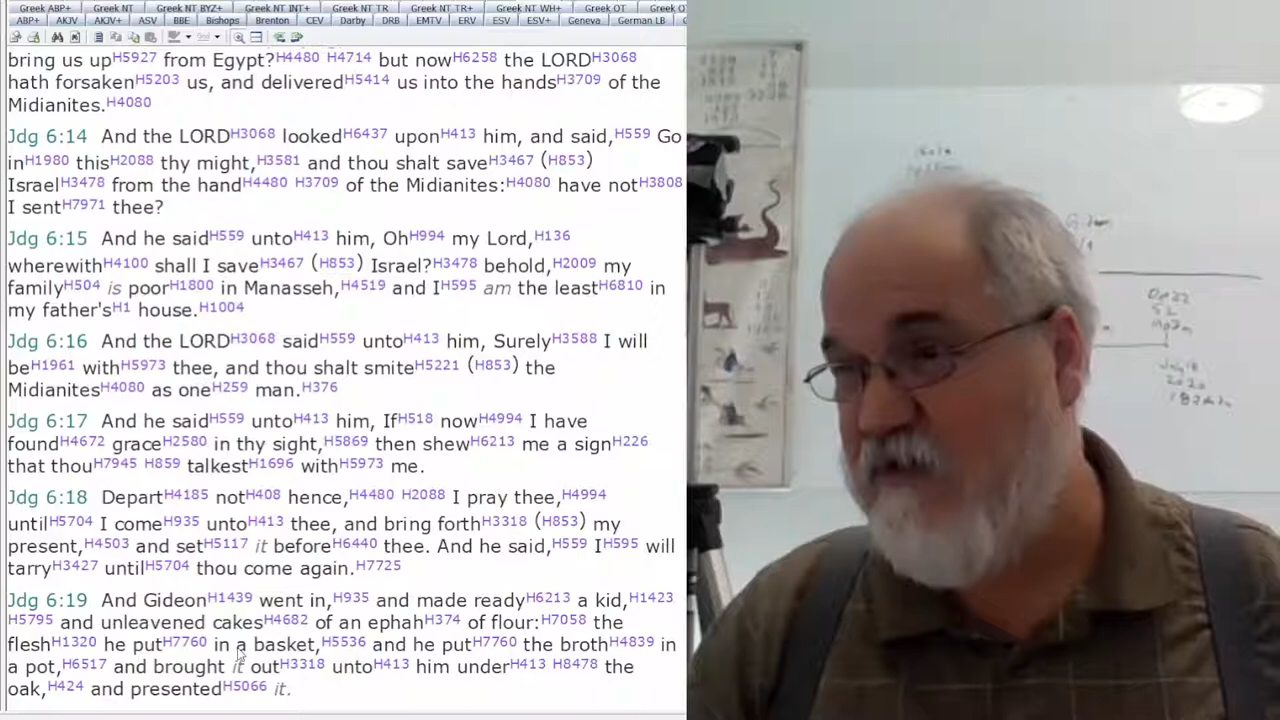 Greek ABP+ Greek NT Greek NT BYZ+ Greek NT INT+ Greek NT TR Greek NT TR+ Greek NT WH+ Greek OT Greek O
ABP+ AKJV AKJV+ ASV BBE Bishops Brenton CEV Darby DRB EMTV ERV ESV ESV+ Geneva German LB G
bring us upH5927 from Egypt?H4480 H4714 but nowH6258 the LORDH3068
hath forsakenH5203 us, and deliveredH5414 us into the handsH3709 of the
Midianites.H4080
Jdg 6:14 And the LORDH3068 lookedH6437 uponH413 him, and said,H559 Go
inH1980 thisH2088 thy might,H3581 and thou shalt saveH3467 (H853)
IsraelH3478 from the handH4480 H3709 of the Midianites:H4080 have notH3808
I sentH7971 thee?
Jdg 6:15 And he saidH559 untoH413 him, OhH994 my Lord,H136
wherewithH4100 shall I saveH3467 (H853) Israel?H3478 behold,H2009 my
familyH504 is poorH1800 in Manasseh,H4519 and IH595 am the leastH6810 in
my father'sH1 house.H1004
Jdg 6:16 And the LORDH3068 saidH559 untoH413 him, SurelyH3588 I will
beH1961 withH5973 thee, and thou shalt smiteH5221 (H853) the
MidianitesH4080 as oneH259 man.H376
Jdg 6:17 And he saidH559 untoH413 him, IfH518 nowH4994 I have
foundH4672 graceH2580 in thy sight,H5869 then shewH6213 me a signH226
that thouH7945 H859 talkestH1696 withH5973 me.
Jdg 6:18 DepartH4185 notH408 hence,H4480 H2088 I pray thee,H4994
untilH5704 I comeH935 untoH413 thee, and bring forthH3318 (H853) my
present,H4503 and setH5117 it beforeH6440 thee. And he said,H559 IH595 will
tarryH3427 untilH5704 thou come again.H7725
Jdg 6:19 And GideonH1439 went in,H935 and made readyH6213 a kid,H1423
H5795 and unleavened cakesH4682 of an ephahH374 of flour:H7058 the
fleshH1320 he putH7760 in a basket,H5536 and he putH7760 the brothH4839 in
a pot,H6517 and brought it outH3318 untoH413 him underH413 H8478 the
oak,H424 and presentedH5066 it.
July 18
2020